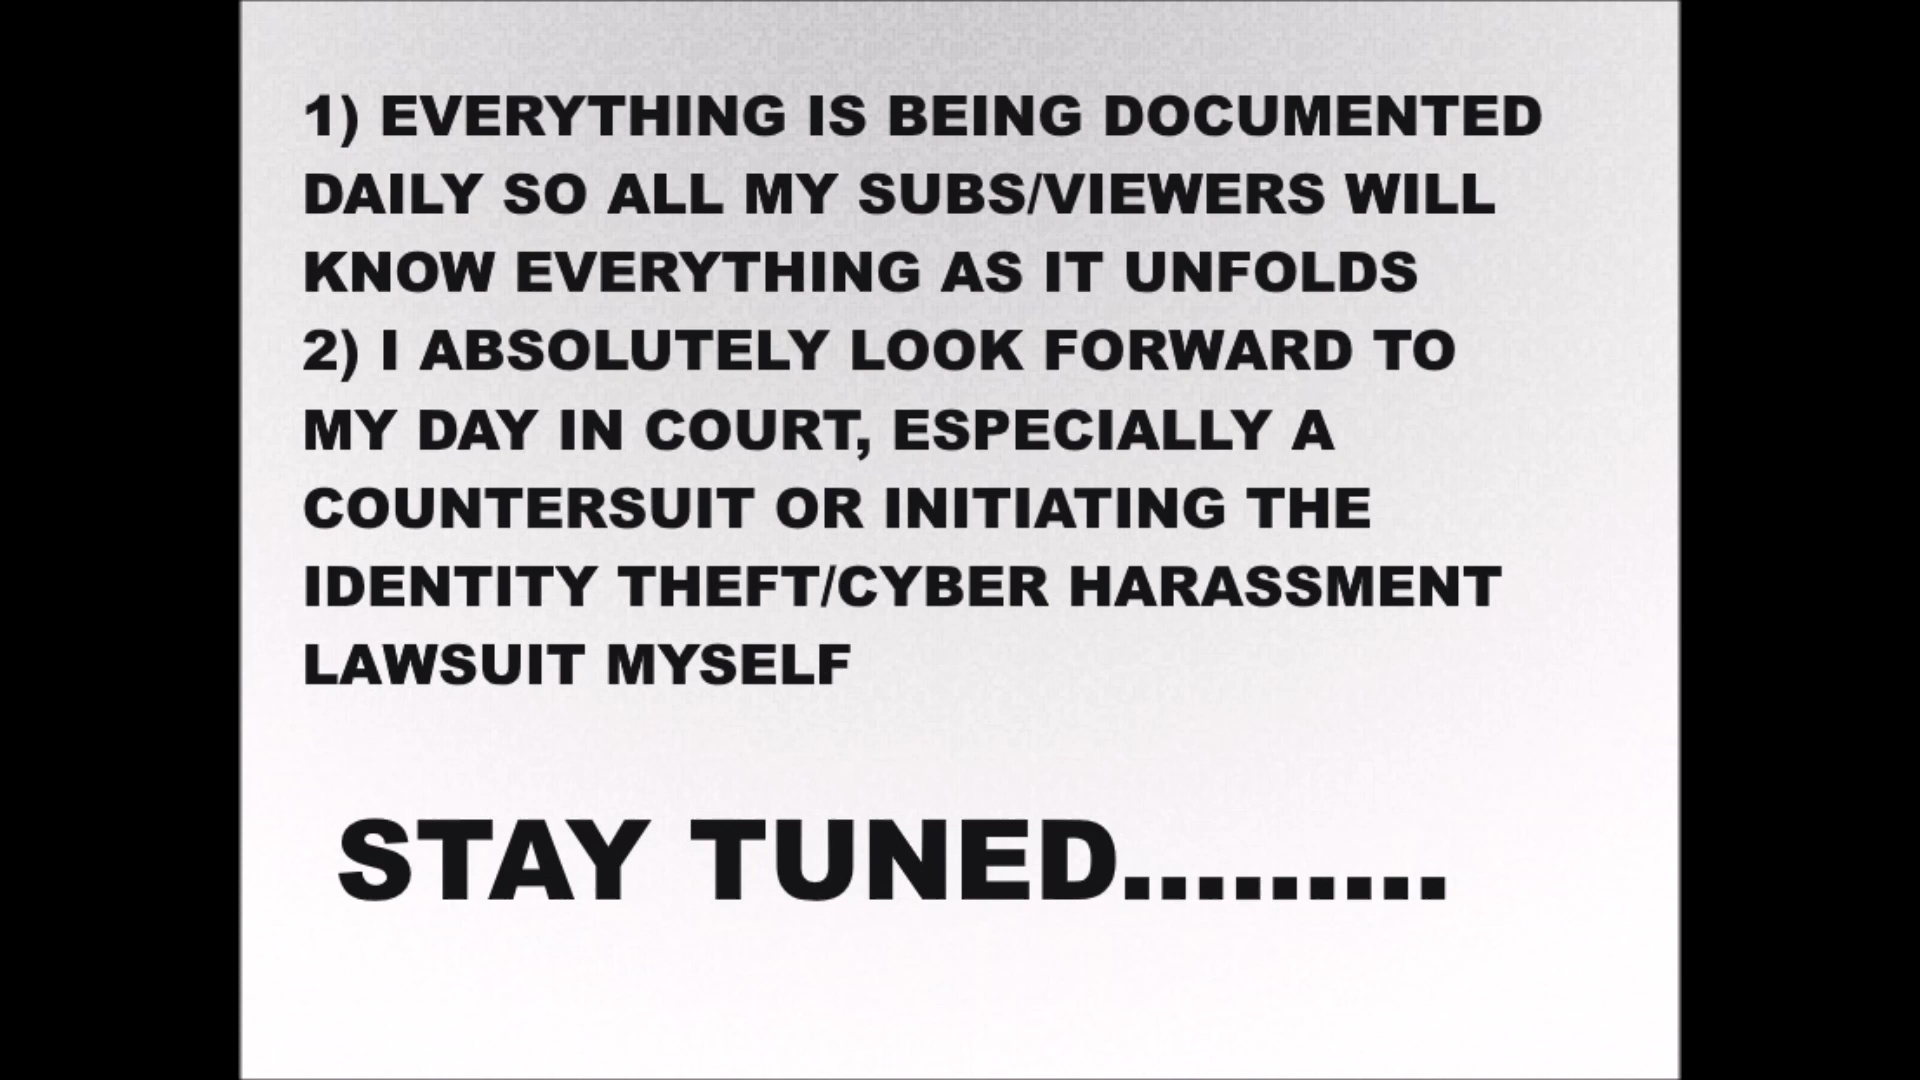 1) EVERYTHING IS BEING DOCUMENTED
DAILY SO ALL MY SUBS/VIEWERS WILL
KNOW EVERYTHING AS IT UNFOLDS
2) I ABSOLUTELY LOOK FORWARD TO
MY DAY IN COURT, ESPECIALLY A
COUNTERSUIT OR INITIATING THE
IDENTITY THEFT/CYBER HARASSMENT
LAWSUIT MYSELF
STAY TUNED.........